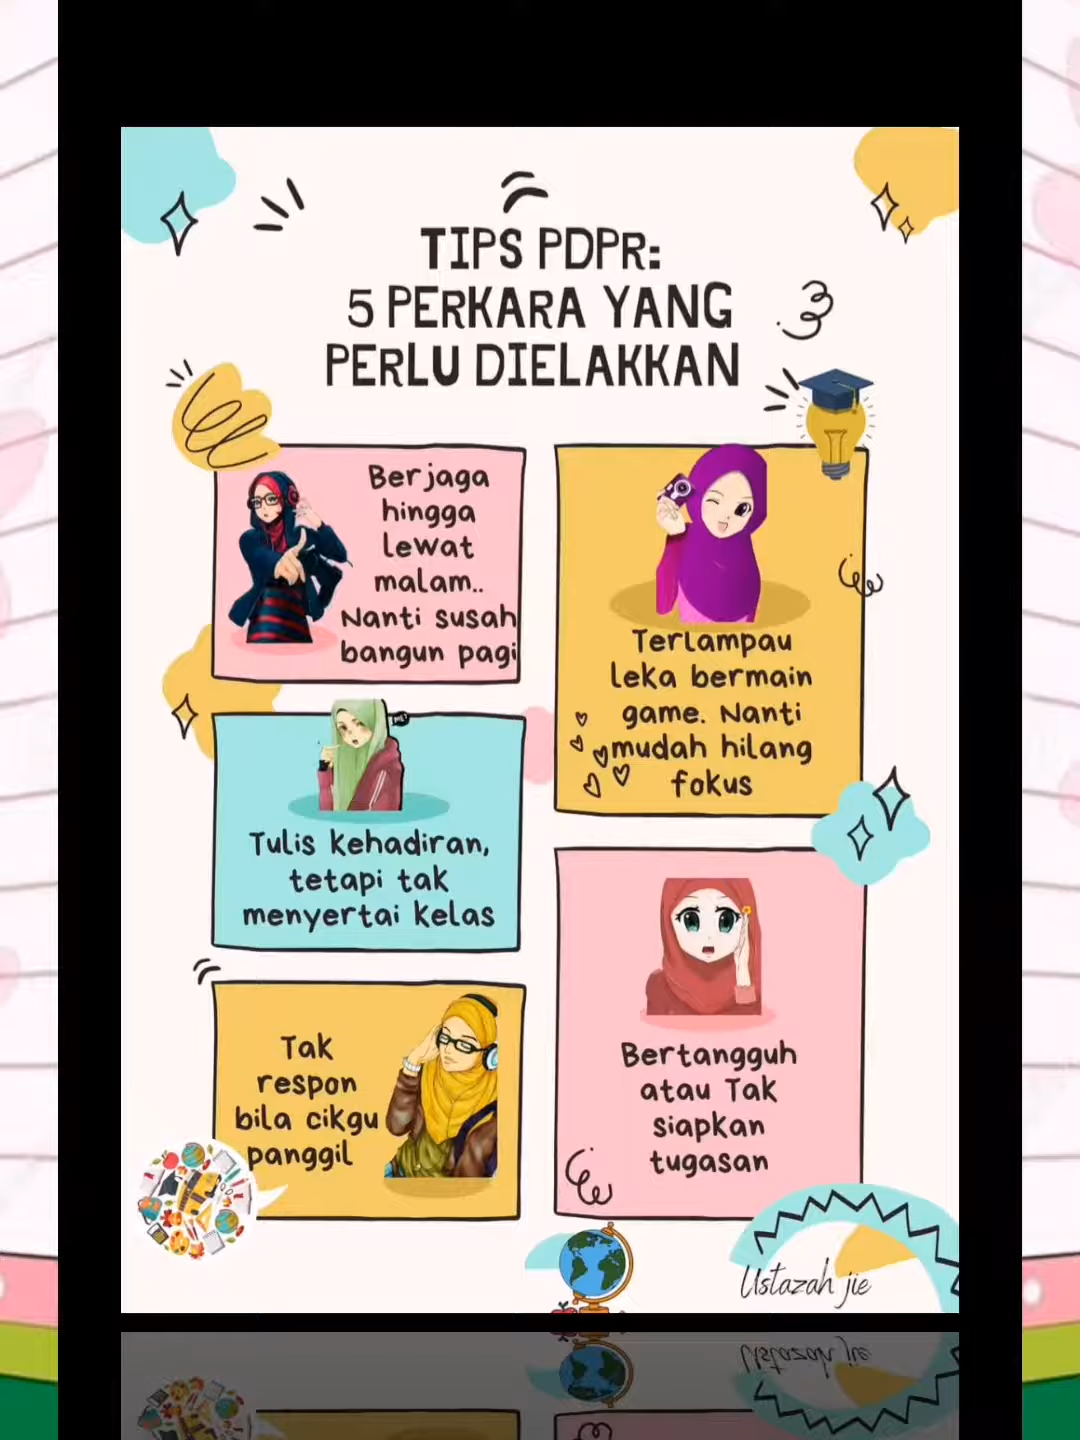 TIPS PDPR:
5 PERKARA YANG
PERLU DIELAKKAN
Berjaga
hingga
lewat
malam..
Nanti susah
bangun pagi
Terlampau
leka bermain
game. Nanti
mudah hilang
fokus
Tulis kehadiran,
tetapi tak
menyertai kelas
Bertangguh
atau Tak
siapkan
tugasan
Tak
respon
bila cikgu
panggil
Ustazah jie